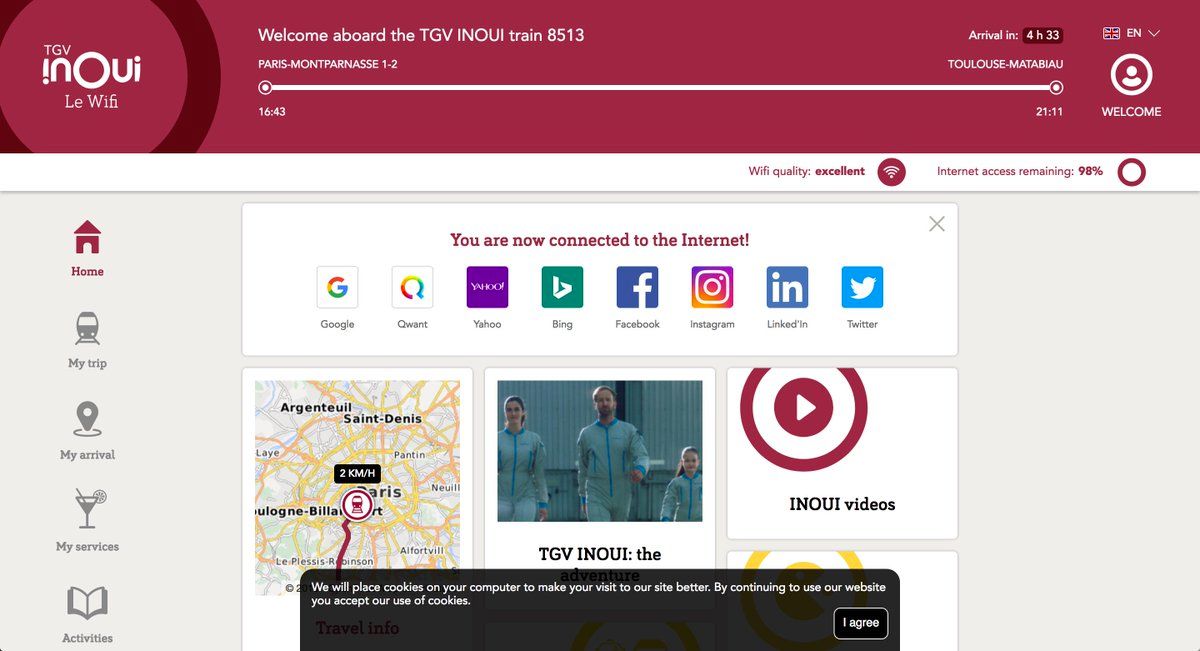 TGV
inOui
Le Wifi
Welcome aboard the TGV INOUI train 8513
Arrival in: 4 h 33
EN
PARIS-MONTPARNASSE 1-2
TOULOUSE-MATABIAU
16:43
21:11
WELCOME
Wifi quality: excellent
Internet access remaining: 98%
Home
My trip
My arrival
My services
Activities
You are now connected to the Internet!
YAHOO!
Google
Qwant
Yahoo
Bing
Facebook
Instagram
Linked'In
Twitter
Argenteuil
Saint-Denis
Laye
Pantin
2 KM/H
Paris
Neuill
oulogne-Billa
rt
Alfortville
Le Plessis-Robinson
©
Travel info
TGV INOUI: the
adventure
INOUI videos
We will place cookies on your computer to make your visit to our site better. By continuing to use our website
you accept our use of cookies.
I agree